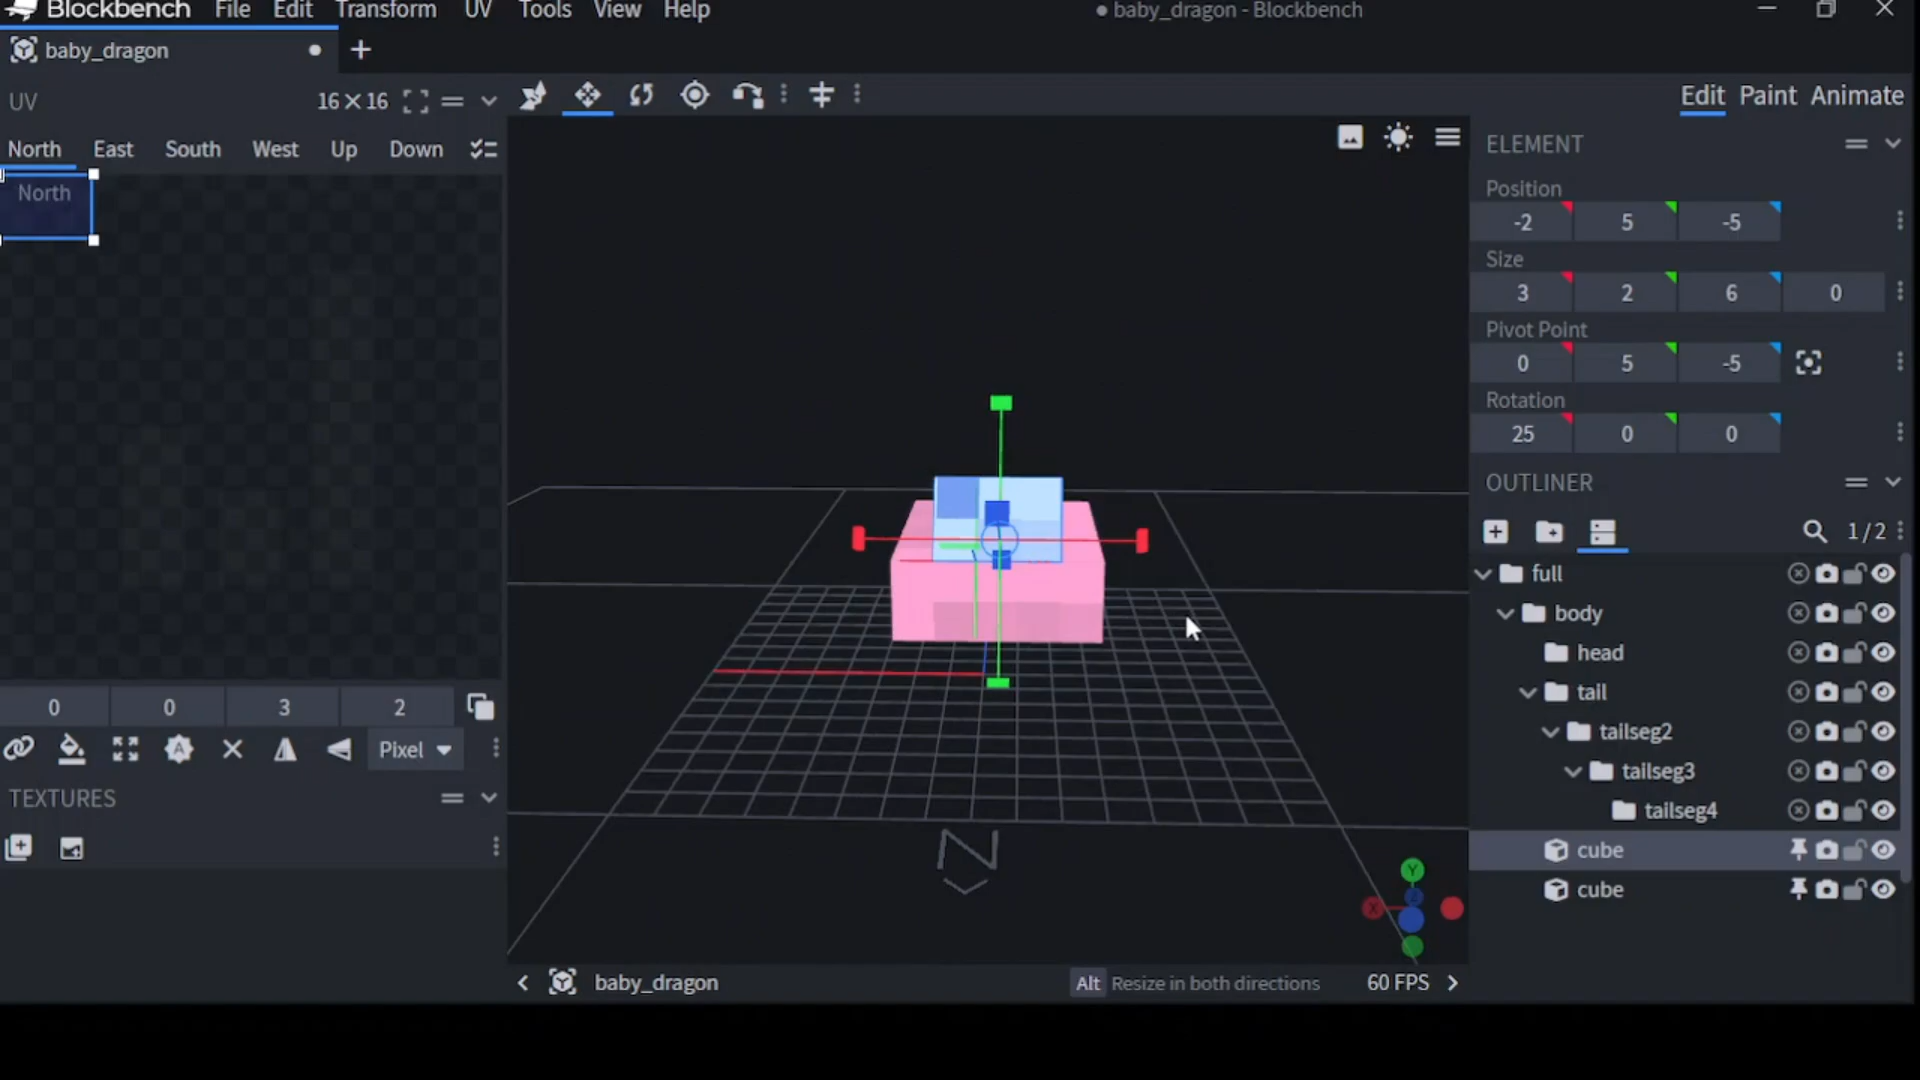 Blockbench File Edit Transform UV Tools View Help
● baby_dragon - Blockbench
baby_dragon
UV 16×16
Edit Paint Animate
North East South West Up Down
North
ELEMENT
Position
-2 5 -5
Size
3 2 6 0
Pivot Point
0 5 -5
Rotation
25 0 0
OUTLINER
1/2
full
body
head
tail
tailseg2
tailseg3
tailseg4
cube
cube
0 0 3 2
Pixel
TEXTURES
N
Y
X
Z
baby_dragon
Alt Resize in both directions 60 FPS